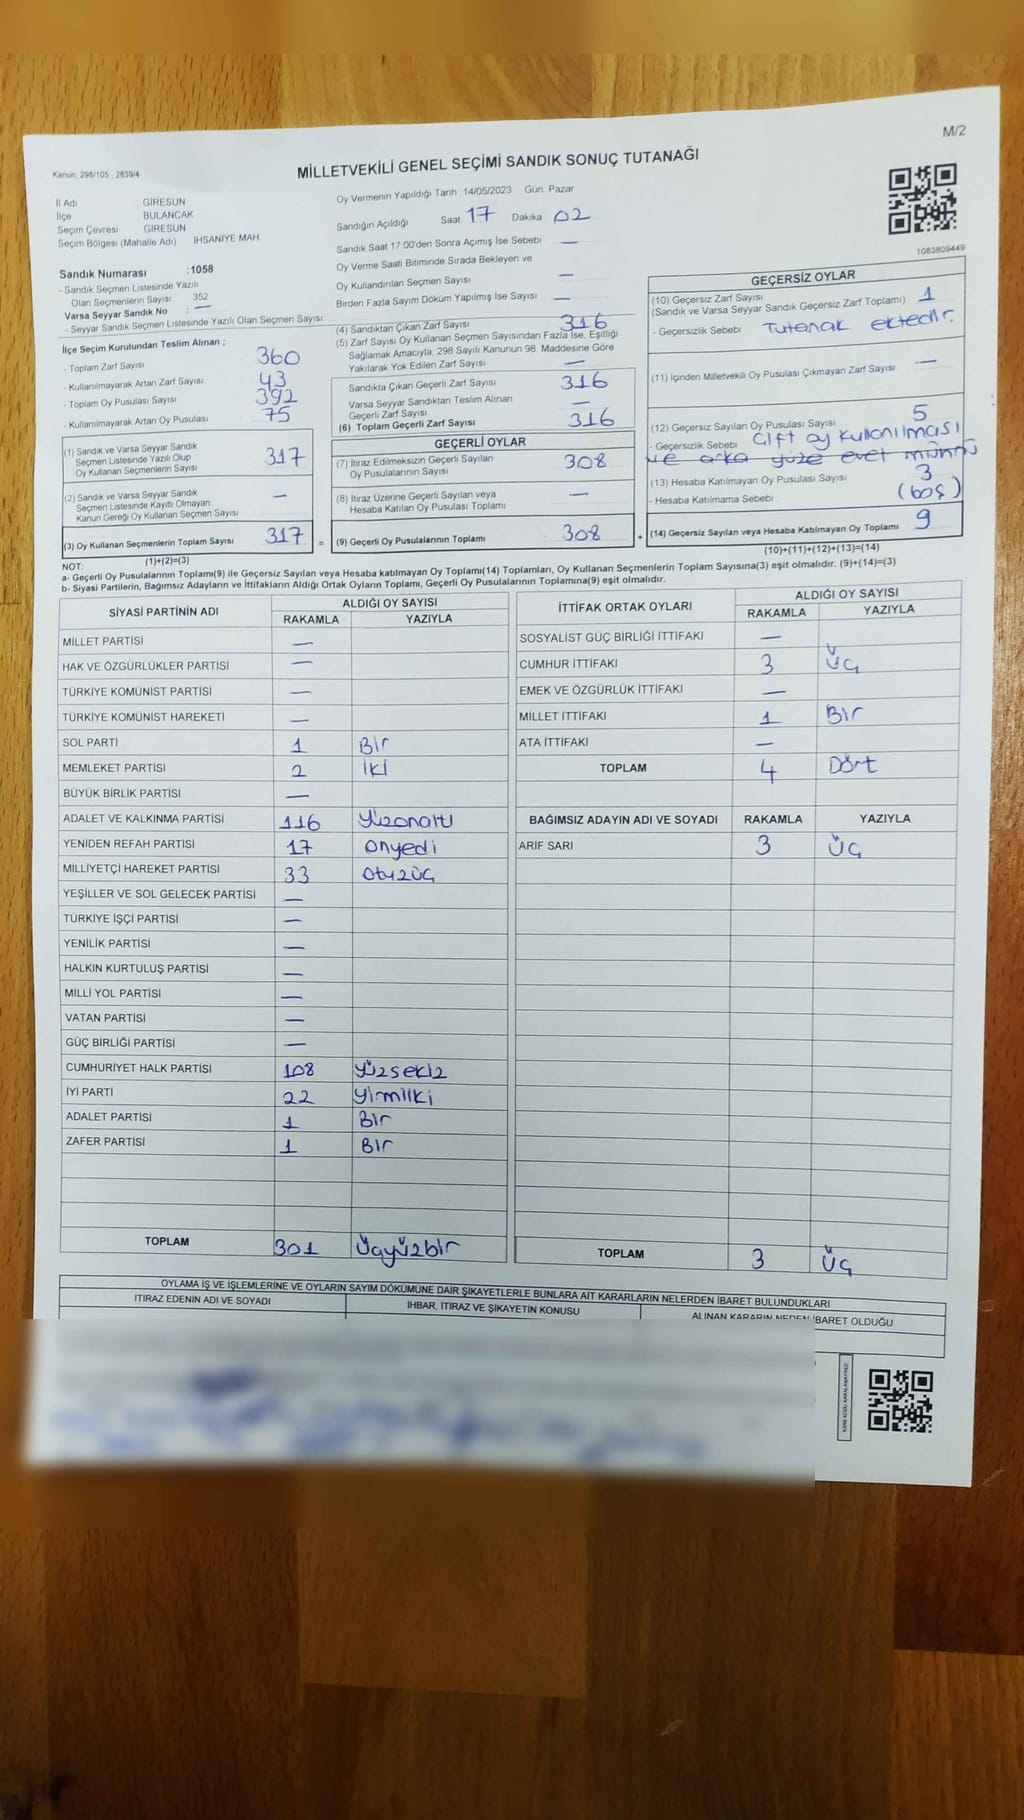 M/2
Kanun; 298/105 , 2839/4
MİLLETVEKİLİ GENEL SEÇİMİ SANDIK SONUÇ TUTANAĞI
İl Adı GİRESUN
İlçe BULANCAK
Seçim Çevresi GİRESUN
Seçim Bölgesi (Mahalle Adı) İHSANİYE MAH
Sandık Numarası :1058
- Sandık Seçmen Listesinde Yazılı
Olan Seçmenlerin Sayısı 352
Varsa Seyyar Sandık No : —
- Seyyar Sandık Seçmen Listesinde Yazılı Olan Seçmen Sayısı
Oy Vermenin Yapıldığı Tarih 14/05/2023 Gün: Pazar
Sandığın Açıldığı Saat 17 Dakika 02
Sandık Saat 17:00'den Sonra Açımış İse Sebebi —
Oy Verme Saati Bitiminde Sırada Bekleyen ve
Oy Kullandırılan Seçmen Sayısı —
Birden Fazla Sayım Döküm Yapılmış İse Sayısı —
1083809449
İlçe Seçim Kurulundan Teslim Alınan ;
- Toplam Zarf Sayısı 360
- Kullanılmayarak Artan Zarf Sayısı 43
- Toplam Oy Pusulası Sayısı 392
- Kullanılmayarak Artan Oy Pusulası 75
(1) Sandık ve Varsa Seyyar Sandık
Seçmen Listesinde Yazılı Olup
Oy Kullanan Seçmenlerin Sayısı 317
(2) Sandık ve Varsa Seyyar Sandık
Seçmen Listesinde Kayıtlı Olmayan
Kanun Gereği Oy Kullanan Seçmen Sayısı —
(3) Oy Kullanan Seçmenlerin Toplam Sayısı 317 =
(1)+(2)=(3)
(4) Sandıktan Çıkan Zarf Sayısı 316
(5) Zarf Sayısı Oy Kullanan Seçmen Sayısından Fazla İse, Eşitliği
Sağlamak Amacıyla, 298 Sayılı Kanunun 98. Maddesine Göre
Yakılarak Yok Edilen Zarf Sayısı —
Sandıkta Çıkan Geçerli Zarf Sayısı 316
Varsa Seyyar Sandıktan Teslim Alınan
Geçerli Zarf Sayısı —
(6) Toplam Geçerli Zarf Sayısı 316
GEÇERLİ OYLAR
(7) İtiraz Edilmeksizin Geçerli Sayılan
Oy Pusulalarının Sayısı 308
(8) İtiraz Üzerine Geçerli Sayılan veya
Hesaba Katılan Oy Pusulası Toplamı —
(9) Geçerli Oy Pusulalarının Toplamı 308 +
GEÇERSİZ OYLAR
(10) Geçersiz Zarf Sayısı
(Sandık ve Varsa Seyyar Sandık Geçersiz Zarf Toplamı) 1
- Geçersizlik Sebebi Tutanak ektedir.
(11) İçinden Milletvekili Oy Pusulası Çıkmayan Zarf Sayısı —
(12) Geçersiz Sayılan Oy Pusulası Sayısı 5
- Geçersizlik Sebebi Çift oy kullanılması
ve arka yüze evet mührü
(13) Hesaba Katılmayan Oy Pusulası Sayısı 3
- Hesaba Katılmama Sebebi (boş)
(14) Geçersiz Sayılan veya Hesaba Katılmayan Oy Toplamı 9
(10)+(11)+(12)+(13)=(14)
NOT:
a- Geçerli Oy Pusulalarının Toplamı(9) ile Geçersiz Sayılan veya Hesaba katılmayan Oy Toplamı(14) Toplamları, Oy Kullanan Seçmenlerin Toplam Sayısına(3) eşit olmalıdır. (9)+(14)=(3)
b- Siyasi Partilerin, Bağımsız Adayların ve İttifakların Aldığı Ortak Oyların Toplamı, Geçerli Oy Pusulalarının Toplamına(9) eşit olmalıdır.
SİYASİ PARTİNİN ADI ALDIĞI OY SAYISI
RAKAMLA YAZIYLA
MİLLET PARTİSİ —
HAK VE ÖZGÜRLÜKLER PARTİSİ —
TÜRKİYE KOMÜNİST PARTİSİ —
TÜRKİYE KOMÜNİST HAREKETİ —
SOL PARTİ 1 Bir
MEMLEKET PARTİSİ 2 iki
BÜYÜK BİRLİK PARTİSİ —
ADALET VE KALKINMA PARTİSİ 116 Yüzonaltı
YENİDEN REFAH PARTİSİ 17 onyedi
MİLLİYETÇİ HAREKET PARTİSİ 33 otuzüç
YEŞİLLER VE SOL GELECEK PARTİSİ —
TÜRKİYE İŞÇİ PARTİSİ —
YENİLİK PARTİSİ —
HALKIN KURTULUŞ PARTİSİ —
MİLLİ YOL PARTİSİ —
VATAN PARTİSİ —
GÜÇ BİRLİĞİ PARTİSİ —
CUMHURİYET HALK PARTİSİ 108 Yüzsekiz
İYİ PARTİ 22 Yirmiiki
ADALET PARTİSİ 1 Bir
ZAFER PARTİSİ 1 Bir
TOPLAM 301 Üçyüzbir
İTTİFAK ORTAK OYLARI ALDIĞI OY SAYISI
RAKAMLA YAZIYLA
SOSYALİST GÜÇ BİRLİĞİ İTTİFAKI —
CUMHUR İTTİFAKI 3 Üç
EMEK VE ÖZGÜRLÜK İTTİFAKI —
MİLLET İTTİFAKI 1 Bir
ATA İTTİFAKI —
TOPLAM 4 Dört
BAĞIMSIZ ADAYIN ADI VE SOYADI RAKAMLA YAZIYLA
ARİF SARI 3 Üç
TOPLAM 3 Üç
OYLAMA İŞ VE İŞLEMLERİNE VE OYLARIN SAYIM DÖKÜMÜNE DAİR ŞİKAYETLERLE BUNLARA AİT KARARLARIN NELERDEN İBARET BULUNDUKLARI
İTİRAZ EDENİN ADI VE SOYADI İHBAR, İTİRAZ VE ŞİKAYETİN KONUSU ALINAN KARARIN NEDEN İBARET OLDUĞU